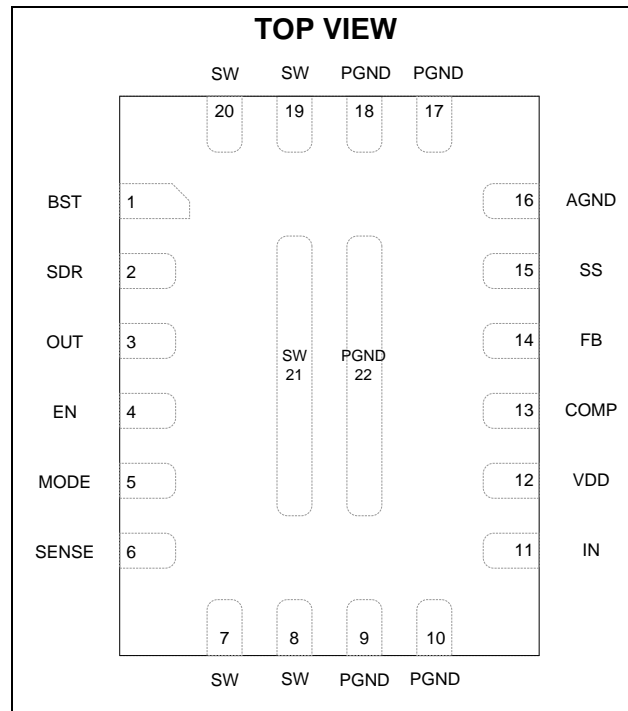 TOP VIEW
SW SW PGND PGND
20 19 18 17
BST 1 16 AGND
SDR 2 15 SS
OUT 3 14 FB
SW PGND
21 22
EN 4 13 COMP
MODE 5 12 VDD
SENSE 6 11 IN
7 8 9 10
SW SW PGND PGND